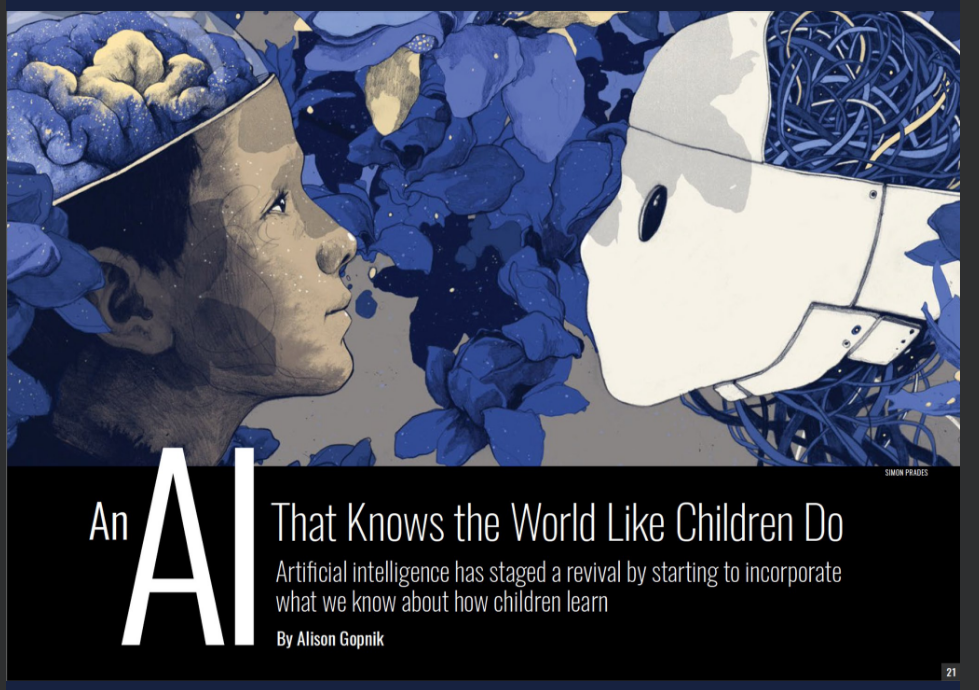 SIMON PRADES
An AI That Knows the World Like Children Do
Artificial intelligence has staged a revival by starting to incorporate
what we know about how children learn
By Alison Gopnik
21